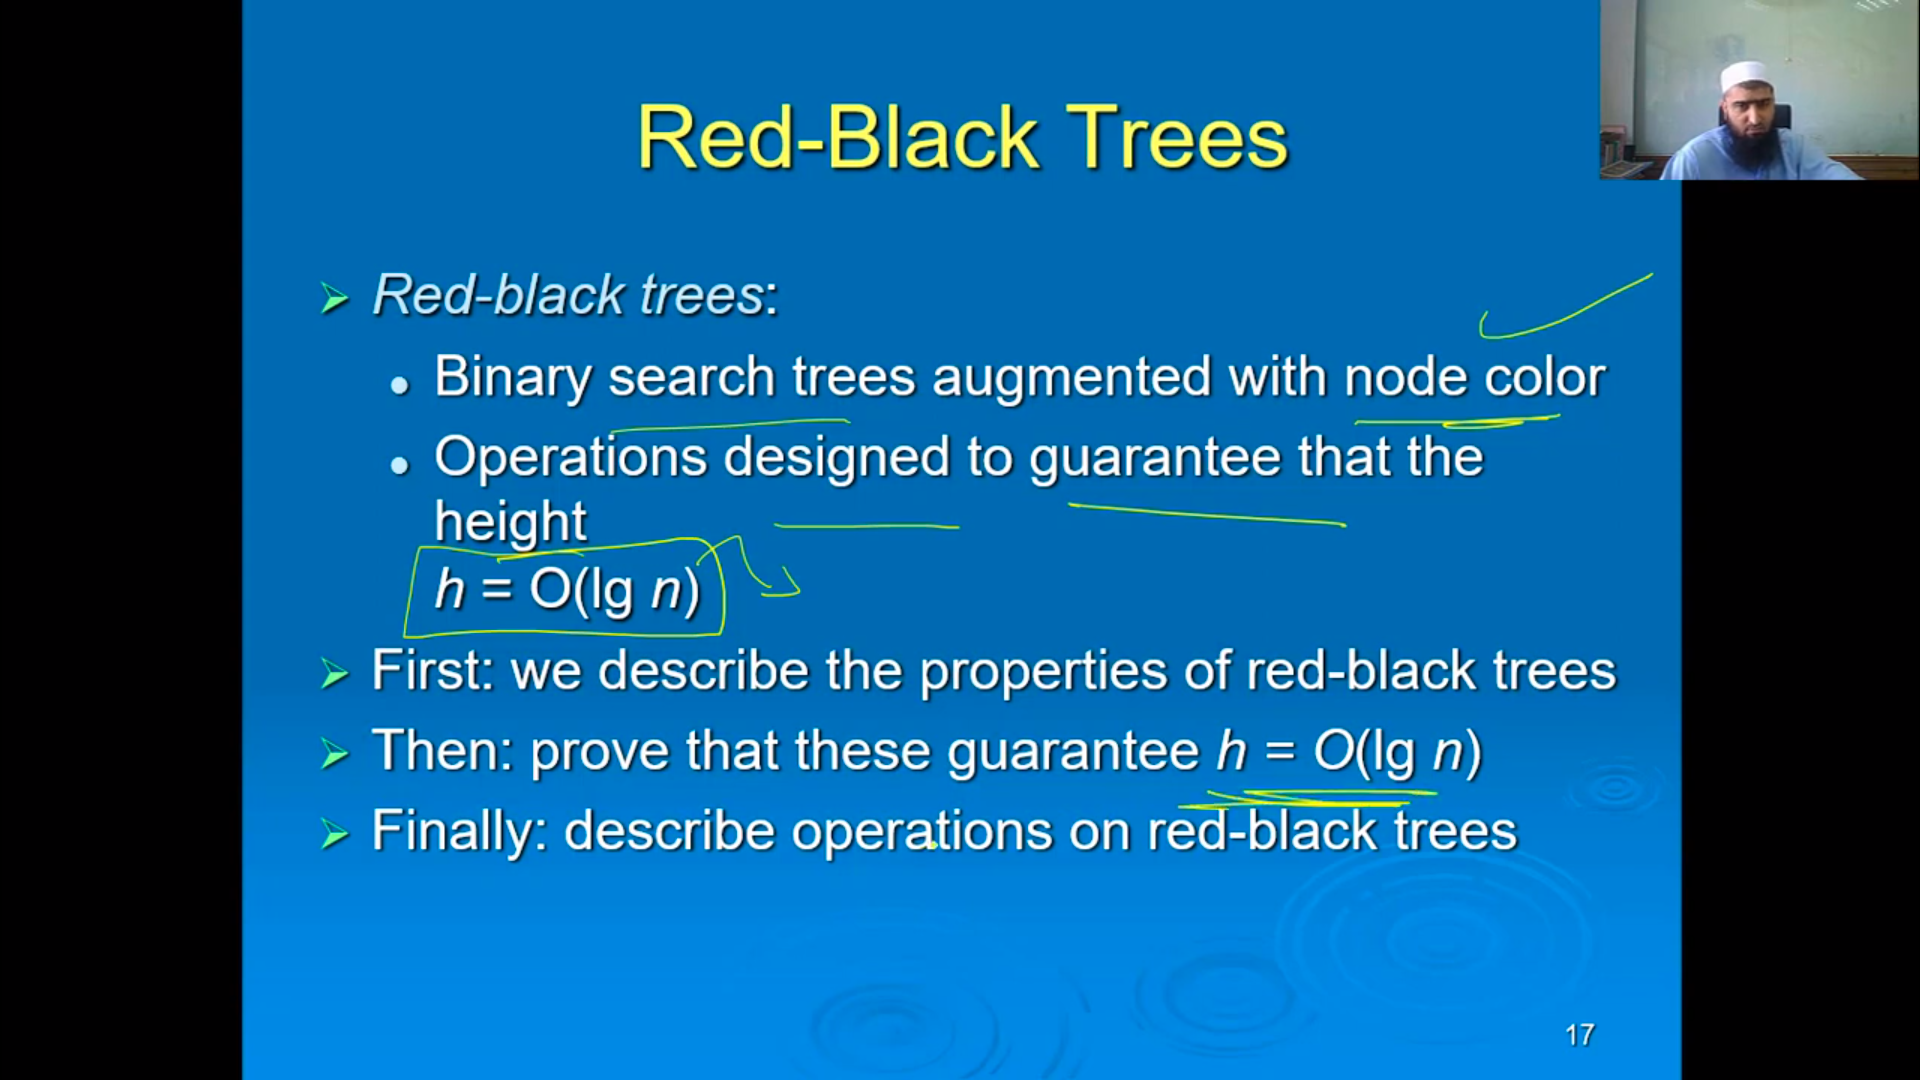 Red-Black Trees
Red-black trees:
Binary search trees augmented with node color
Operations designed to guarantee that the
height
h = O(lg n)
First: we describe the properties of red-black trees
Then: prove that these guarantee h = O(lg n)
Finally: describe operations on red-black trees
17